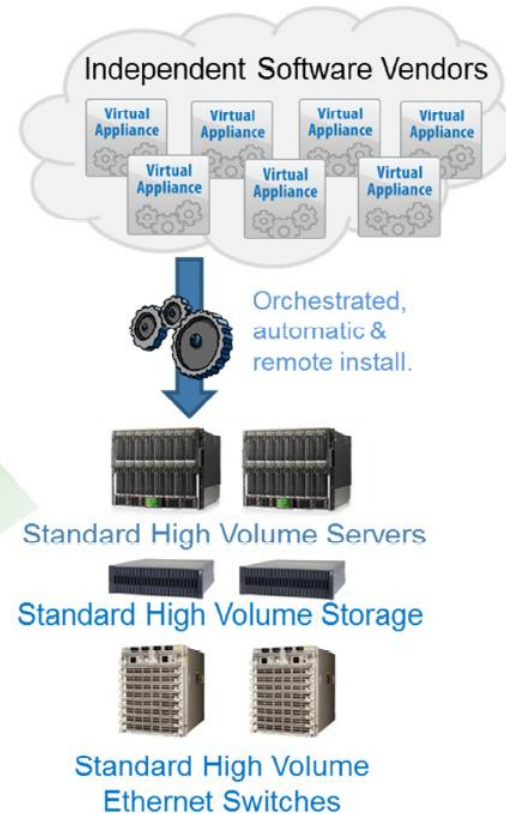 Independent Software Vendors
Virtual
Appliance
Virtual
Appliance
Virtual
Appliance
Virtual
Appliance
Virtual
Appliance
Virtual
Appliance
Virtual
Appliance
Orchestrated,
automatic &
remote install.
Standard High Volume Servers
Standard High Volume Storage
Standard High Volume
Ethernet Switches